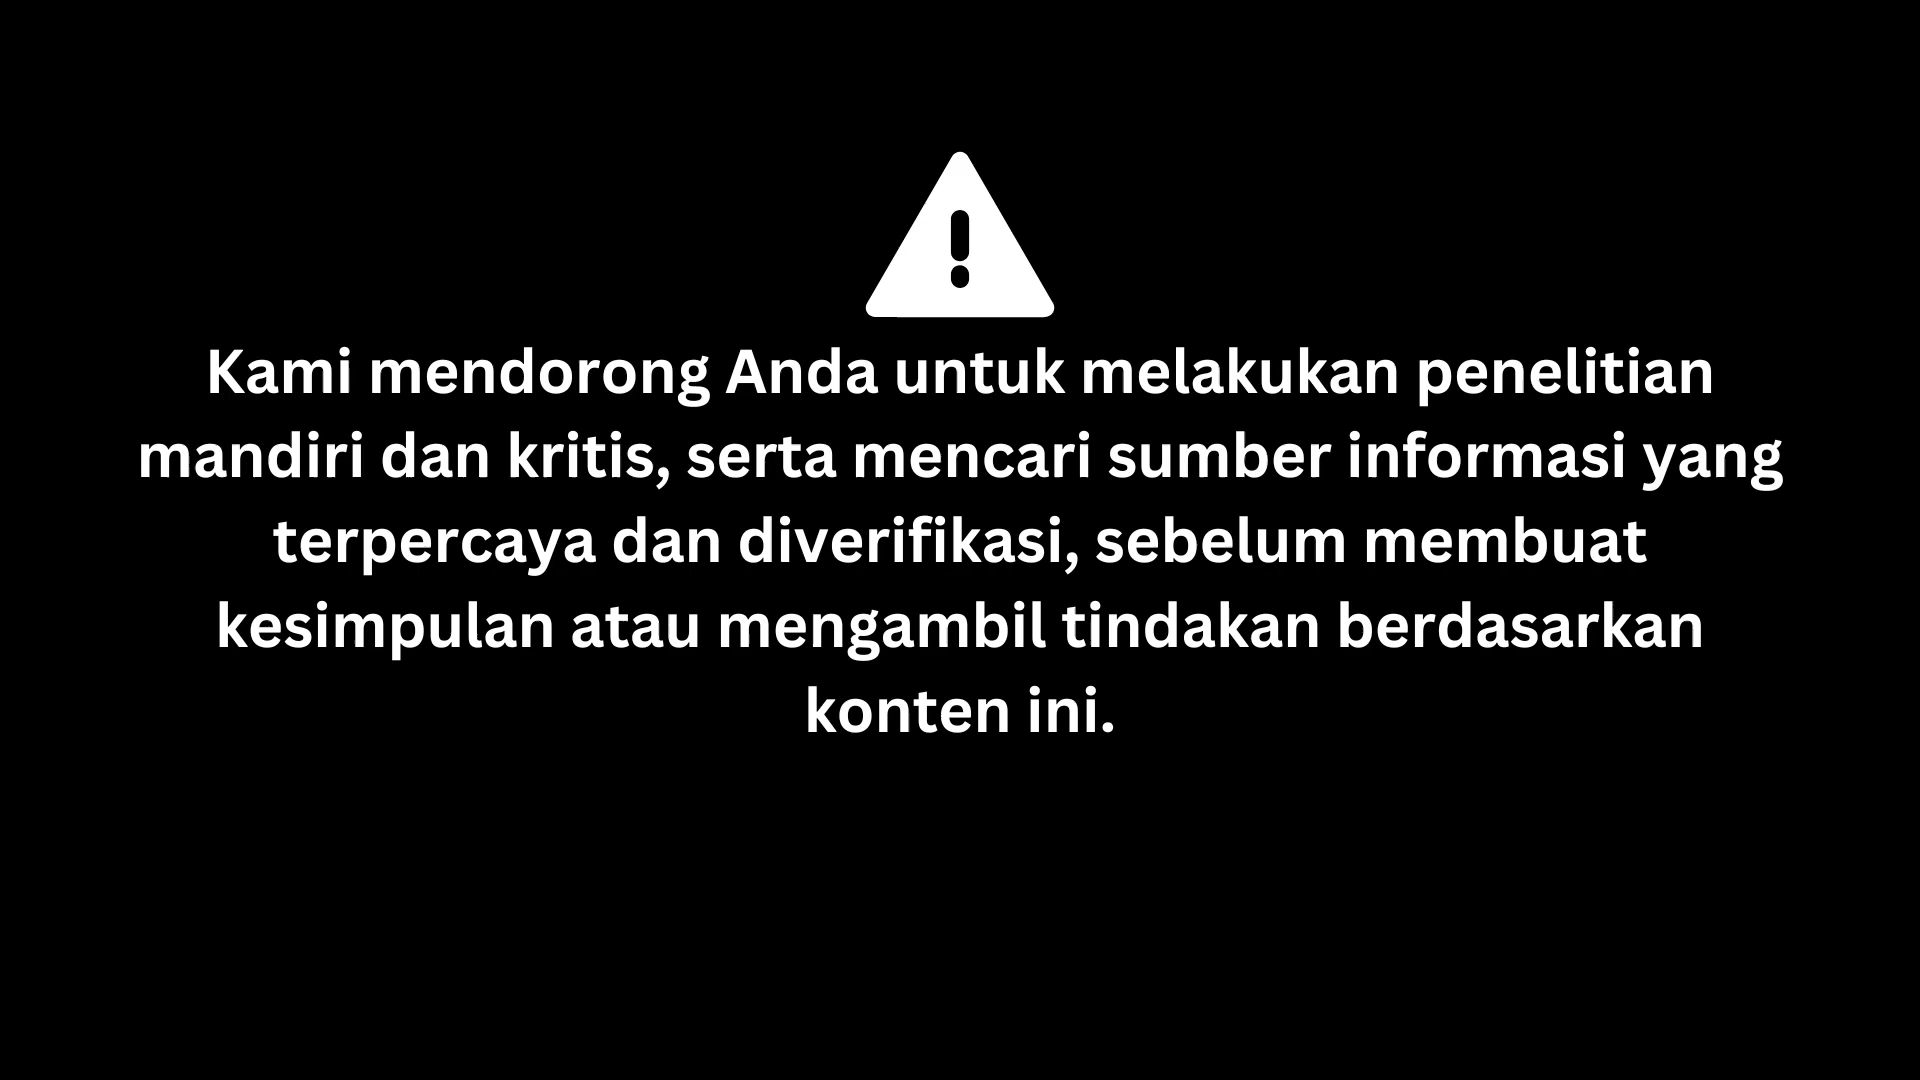 Kami mendorong Anda untuk melakukan penelitian
mandiri dan kritis, serta mencari sumber informasi yang
terpercaya dan diverifikasi, sebelum membuat
kesimpulan atau mengambil tindakan berdasarkan
konten ini.